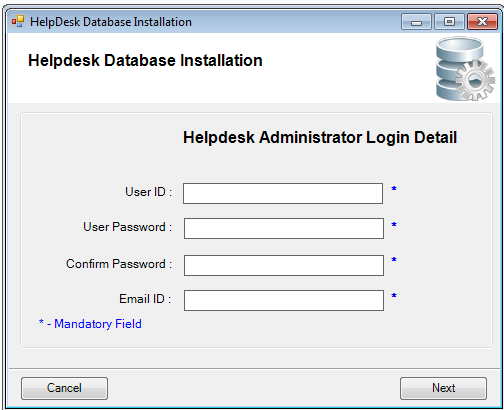 HelpDesk Database Installation
Helpdesk Database Installation
Helpdesk Administrator Login Detail
User ID : *
User Password : *
Confirm Password : *
Email ID : *
* - Mandatory Field
Cancel Next